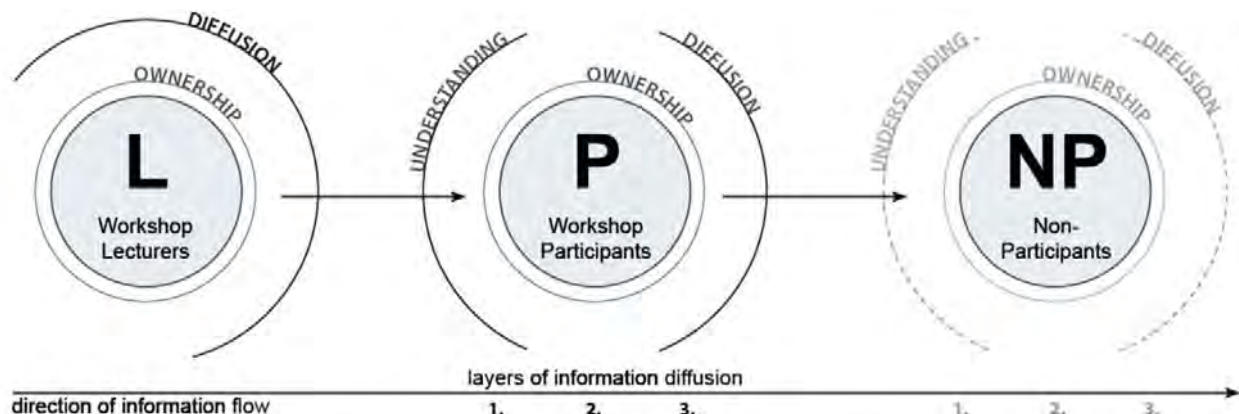 DIFFUSION
OWNERSHIP
L
Workshop
Lecturers
UNDERSTANDING
OWNERSHIP
DIFFUSION
P
Workshop
Participants
UNDERSTANDING
OWNERSHIP
DIFFUSION
NP
Non-
Participants
layers of information diffusion
direction of information flow
1. 2. 3. 1. 2. 3.